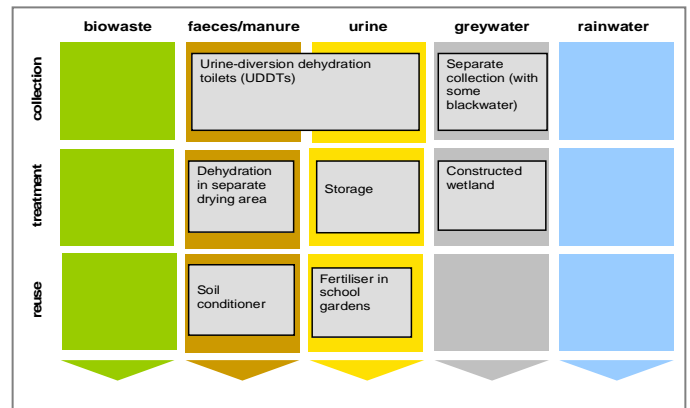 biowaste faeces/manure urine greywater rainwater
collection
Urine-diversion dehydration
toilets (UDDTs)
Separate
collection (with
some
blackwater)
treatment
Dehydration
in separate
drying area
Storage
Constructed
wetland
reuse
Soil
conditioner
Fertiliser in
school
gardens